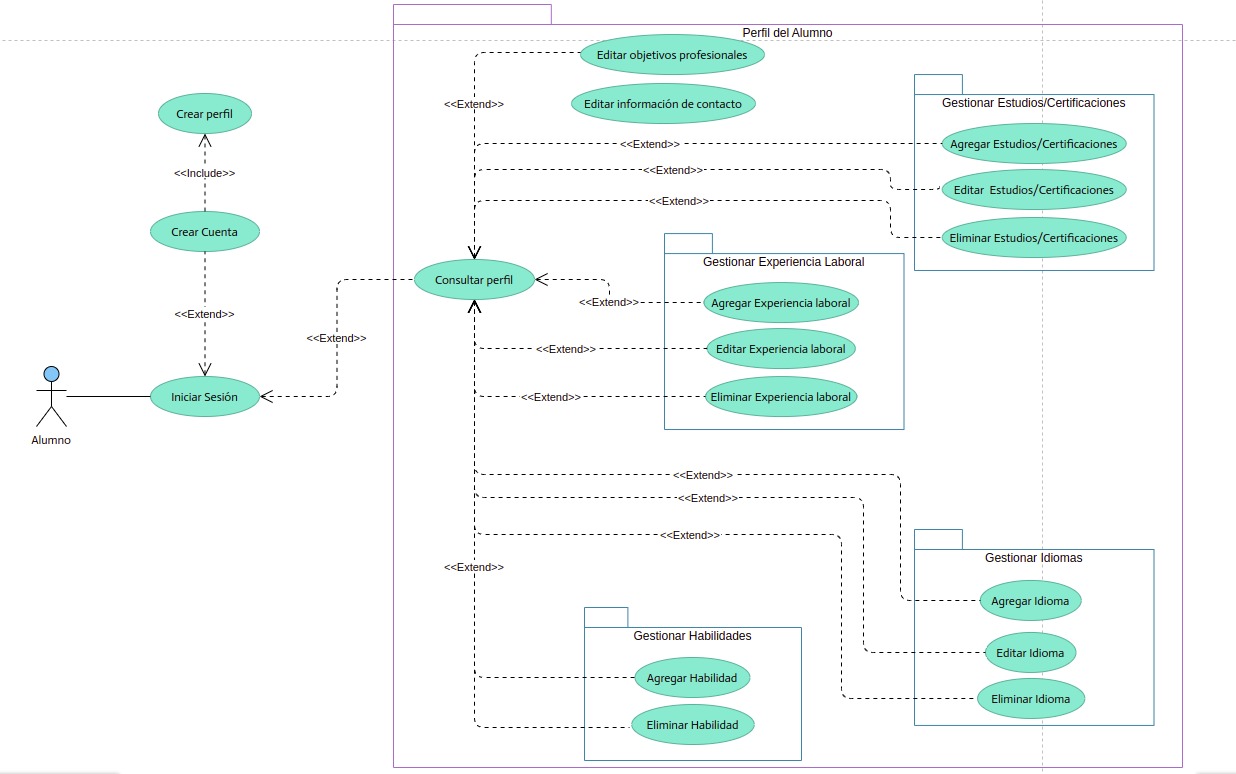 Perfil del Alumno
Editar objetivos profesionales
<<Extend>>
Editar información de contacto
Gestionar Estudios/Certificaciones
Crear perfil
<<Extend>>
Agregar Estudios/Certificaciones
<<Include>>
<<Extend>>
Editar  Estudios/Certificaciones
<<Extend>>
Crear Cuenta
Eliminar Estudios/Certificaciones
Gestionar Experiencia Laboral
Consultar perfil
<<Extend>>
Agregar Experiencia laboral
<<Extend>>
<<Extend>>
<<Extend>>
Editar Experiencia laboral
Iniciar Sesión
<<Extend>>
Eliminar Experiencia laboral
Alumno
<<Extend>>
<<Extend>>
<<Extend>>
<<Extend>>
Gestionar Idiomas
Agregar Idioma
Gestionar Habilidades
Editar Idioma
Agregar Habilidad
Eliminar Idioma
Eliminar Habilidad